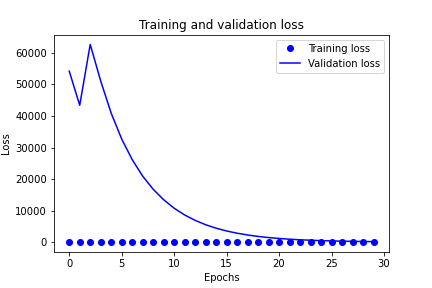 Training and validation loss
Training loss
Validation loss
60000
50000
40000
30000
20000
10000
0
Loss
0 5 10 15 20 25 30
Epochs